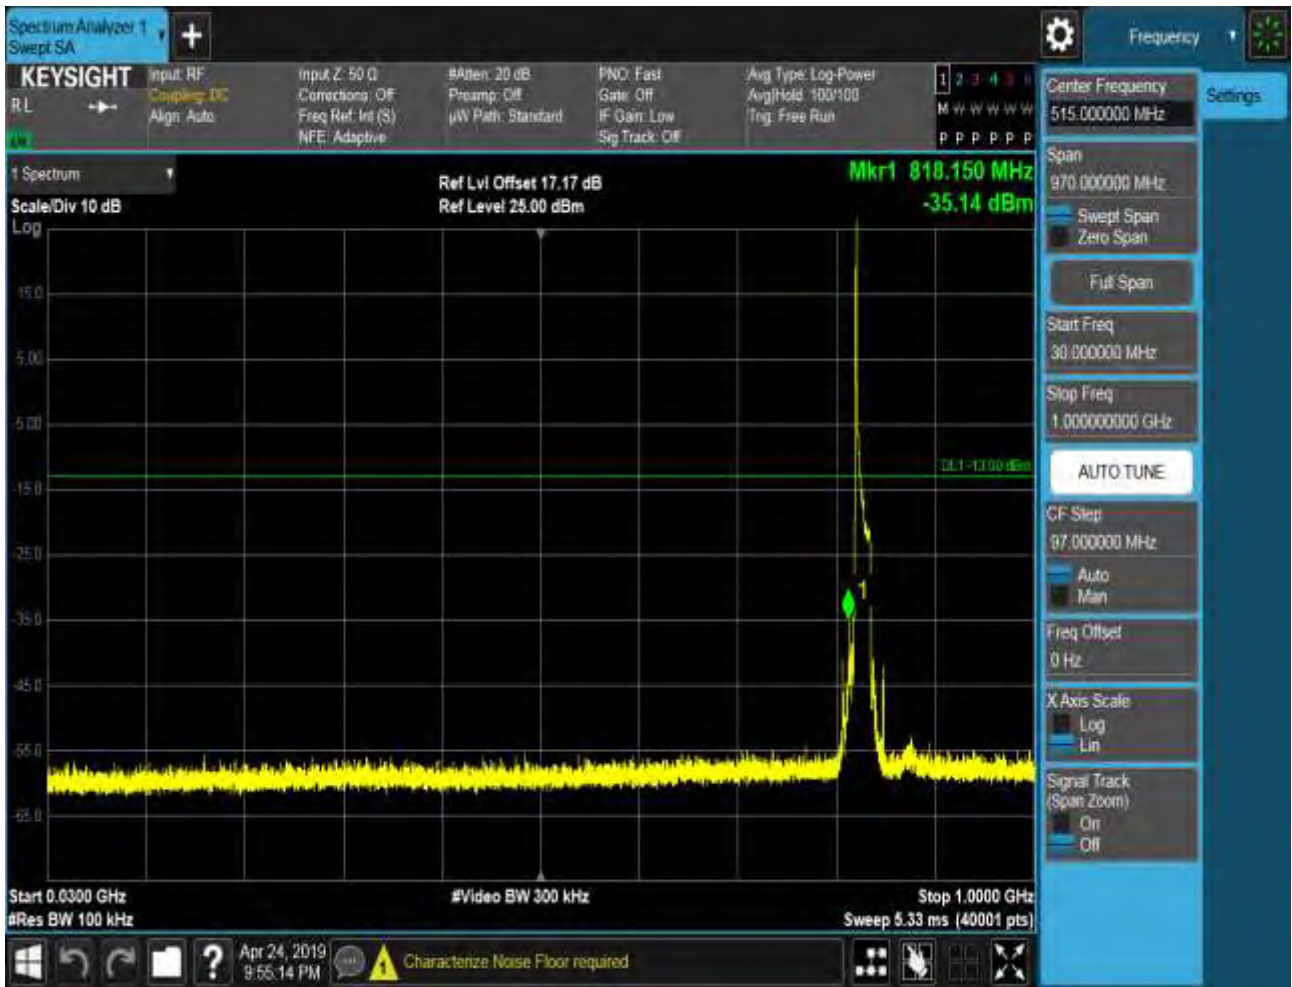 Spectrum Analyzer 1
Swept SA
Frequency
KEYSIGHT
RL
Input: RF
Coupling: DC
Align: Auto
Input Z: 50 Ω
Corrections: Off
Freq Ref: Int (S)
NFE: Adaptive
#Atten: 20 dB
Preamp: Off
µW Path: Standard
PNO: Fast
Gate: Off
IF Gain: Low
Sig Track: Off
Avg Type: Log-Power
Avg|Hold: 100/100
Trig: Free Run
1 2 3 4 5 6
M W W W W W
P P P P P P
1 Spectrum
Scale/Div 10 dB
Log
Ref Lvl Offset 17.17 dB
Ref Level 25.00 dBm
Mkr1 818.150 MHz
-35.14 dBm
15.0
5.00
-5.00
DL1 -13.00 dBm
-15.0
-25.0
1
-35.0
-45.0
-55.0
-65.0
Start 0.0300 GHz
#Res BW 100 kHz
#Video BW 300 kHz
Stop 1.0000 GHz
Sweep 5.33 ms (40001 pts)
Center Frequency
515.000000 MHz
Settings
Span
970.000000 MHz
Swept Span
Zero Span
Full Span
Start Freq
30.000000 MHz
Stop Freq
1.000000000 GHz
AUTO TUNE
CF Step
97.000000 MHz
Auto
Man
Freq Offset
0 Hz
X Axis Scale
Log
Lin
Signal Track
(Span Zoom)
On
Off
?
Apr 24, 2019
9:55:14 PM
Characterize Noise Floor required